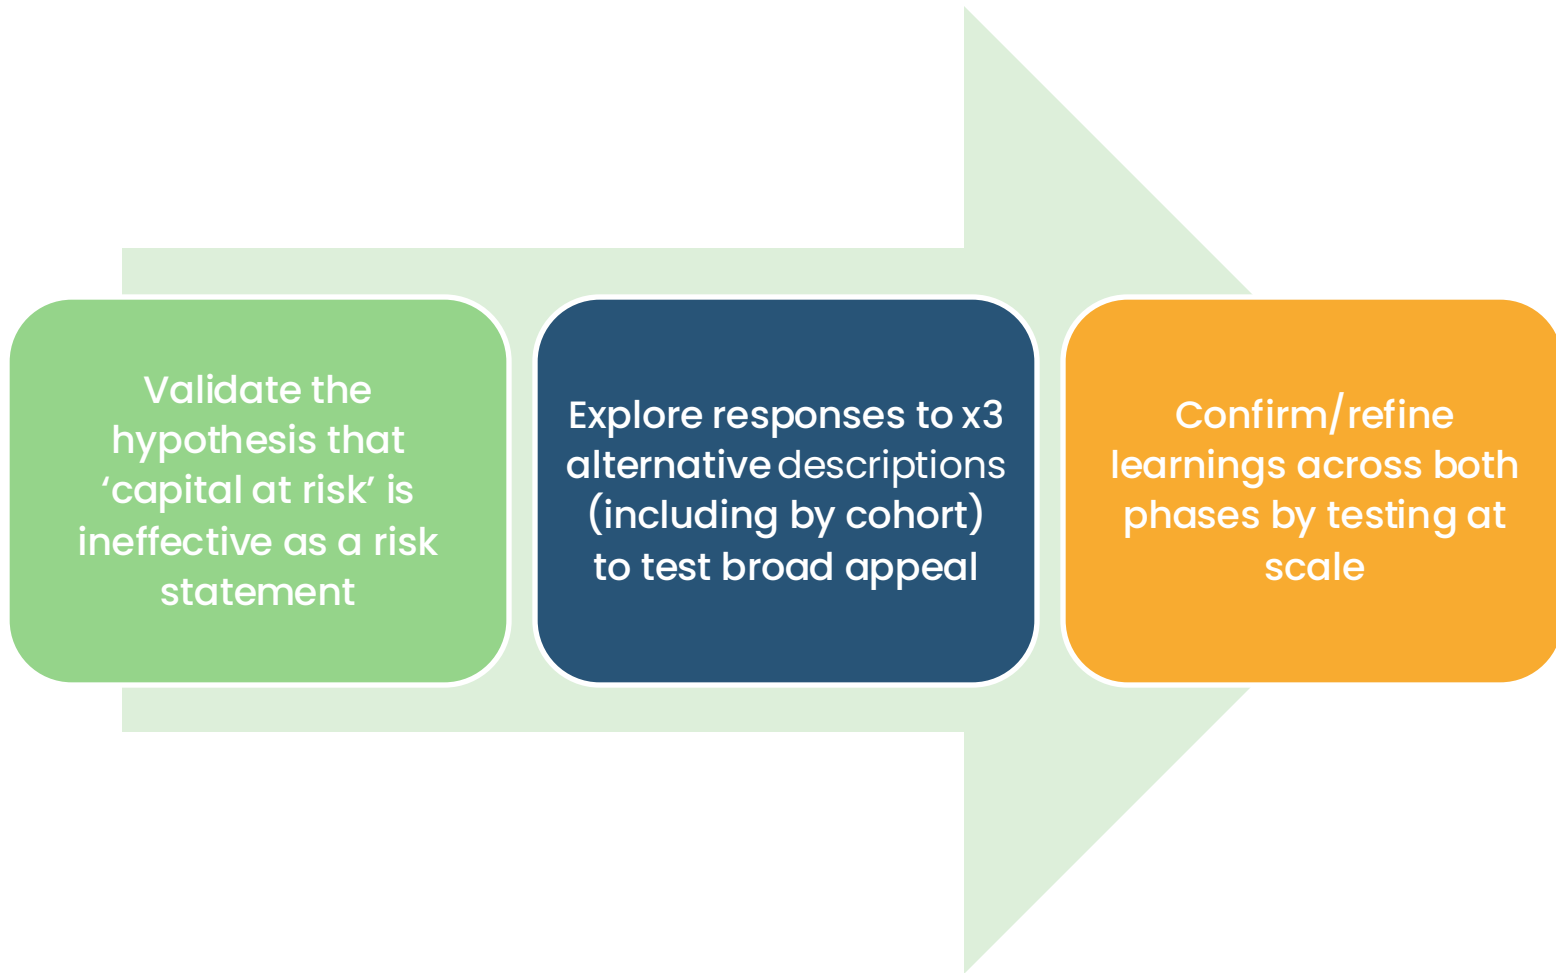 Validate the
hypothesis that
‘capital at risk’ is
ineffective as a risk
statement
Explore responses to x3
alternative descriptions
(including by cohort)
to test broad appeal
Confirm/refine
learnings across both
phases by testing at
scale